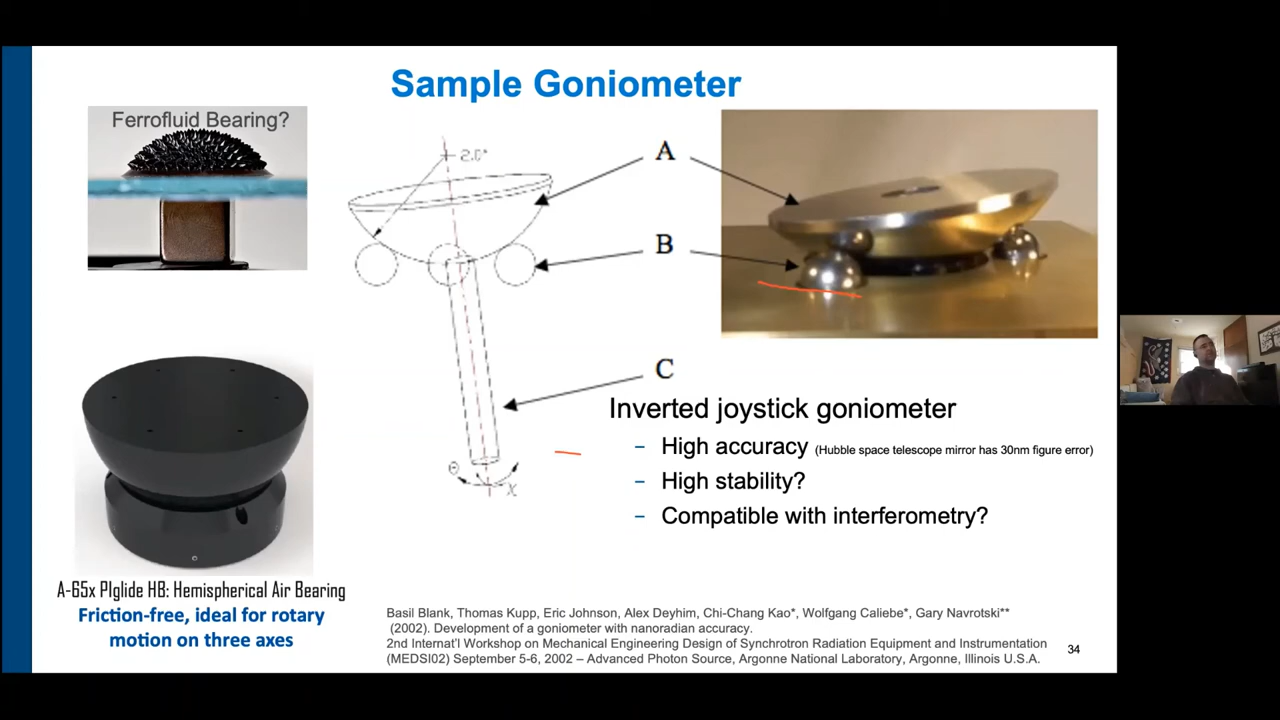 Sample Goniometer
Ferrofluid Bearing?
2.0"
A
B
C
Θ
X
Inverted joystick goniometer
– High accuracy (Hubble space telescope mirror has 30nm figure error)
– High stability?
– Compatible with interferometry?
A-65x PIglide HB: Hemispherical Air Bearing
Friction-free, ideal for rotary
motion on three axes
Basil Blank, Thomas Kupp, Eric Johnson, Alex Deyhim, Chi-Chang Kao*, Wolfgang Caliebe*, Gary Navrotski**
(2002). Development of a goniometer with nanoradian accuracy.
2nd Internat'l Workshop on Mechanical Engineering Design of Synchrotron Radiation Equipment and Instrumentation
(MEDSI02) September 5-6, 2002 – Advanced Photon Source, Argonne National Laboratory, Argonne, Illinois U.S.A.
34